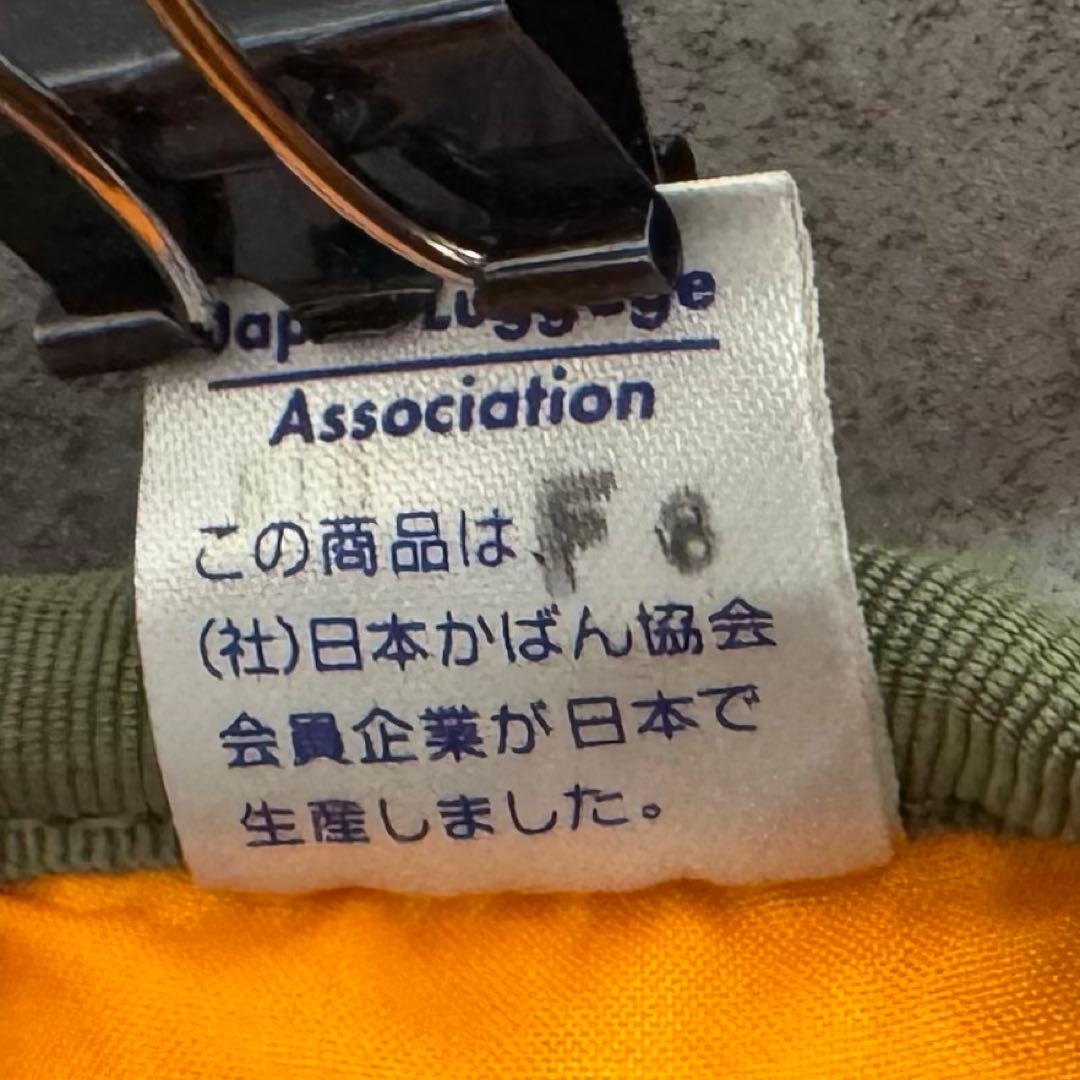 Luggage
Association
この商品は F 8
(社)日本かばん協会
会員企業が日本で
生産しました。